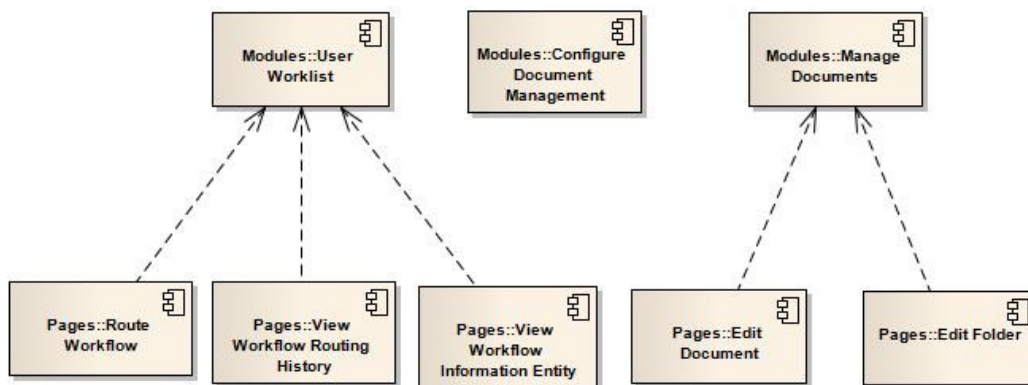 Modules::User
Worklist
Modules::Configure
Document
Management
Modules::Manage
Documents
Pages::Route
Workflow
Pages::View
Workflow Routing
History
Pages::View
Workflow
Information Entity
Pages::Edit
Document
Pages::Edit Folder